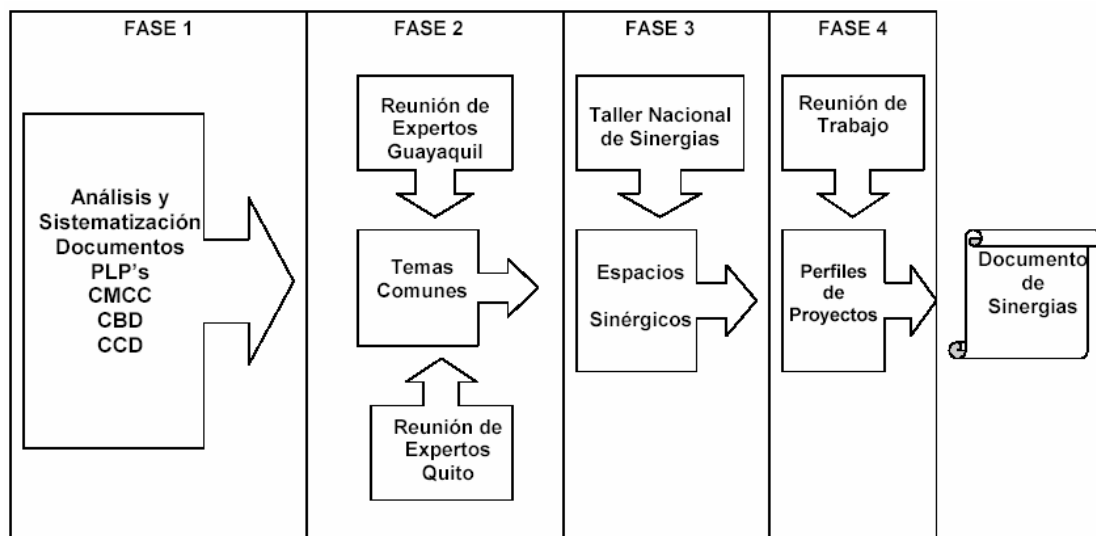 FASE 1
Análisis y
Sistematización
Documentos
PLP's
CMCC
CBD
CCD
FASE 2
Reunión de
Expertos
Guayaquil
Temas
Comunes
Reunión de
Expertos
Quito
FASE 3
Taller Nacional
de Sinergias
Espacios
Sinérgicos
FASE 4
Reunión de
Trabajo
Perfiles
de
Proyectos
Documento
de
Sinergias